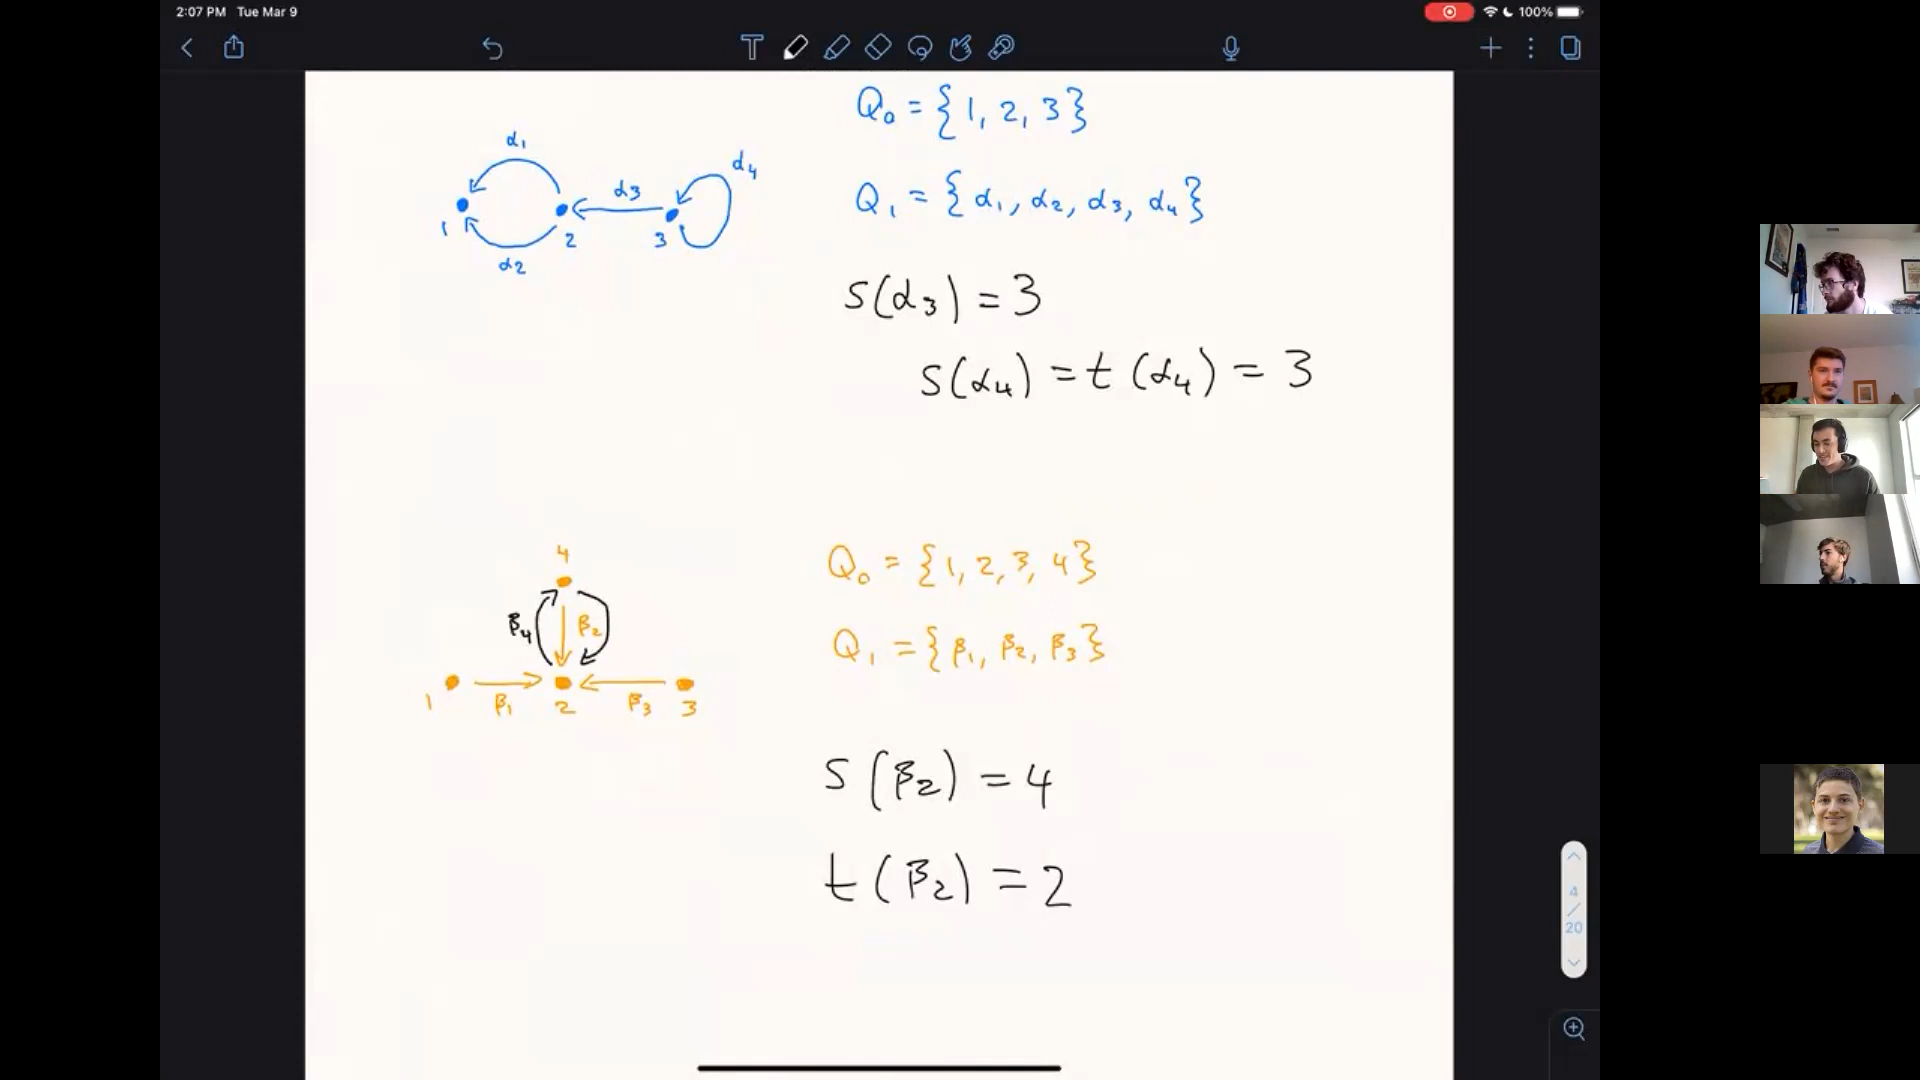 2:07 PM Tue Mar 9
100%
Q₀ = {1, 2, 3}
α₁
α₄
α₃
Q₁ = {α₁, α₂, α₃, α₄}
1
2
3
α₂
s(α₃) = 3
s(α₄) = t(α₄) = 3
4
Q₀ = {1, 2, 3, 4}
β₄
β₂
Q₁ = {β₁, β₂, β₃}
1
β₁
2
β₃
3
s(β₂) = 4
t(β₂) = 2
4
/
20